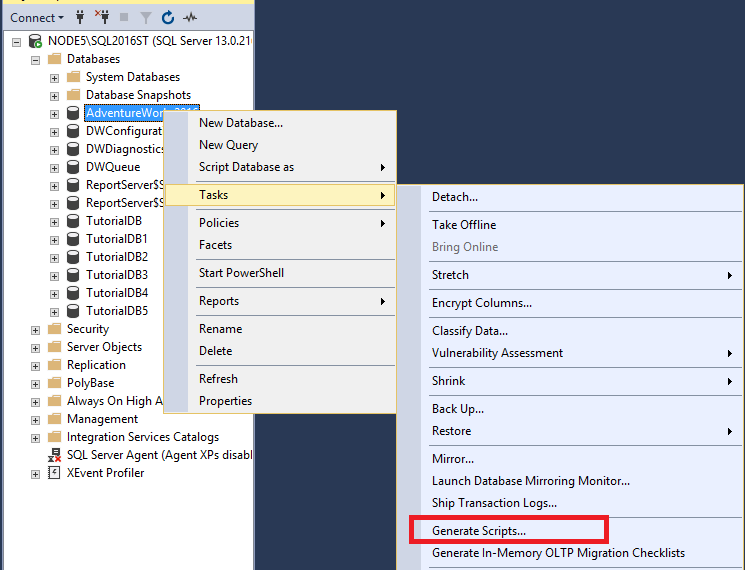 Connect
NODE5\SQL2016ST (SQL Server 13.0.21
Databases
System Databases
Database Snapshots
AdventureWorks2016
DWConfigurat
DWDiagnostics
DWQueue
ReportServer$S
ReportServer$S
TutorialDB
TutorialDB1
TutorialDB2
TutorialDB3
TutorialDB4
TutorialDB5
Security
Server Objects
Replication
PolyBase
Always On High A
Management
Integration Services Catalogs
SQL Server Agent (Agent XPs disabl
XEvent Profiler
New Database...
New Query
Script Database as
Tasks
Policies
Facets
Start PowerShell
Reports
Rename
Delete
Refresh
Properties
Detach...
Take Offline
Bring Online
Stretch
Encrypt Columns...
Classify Data...
Vulnerability Assessment
Shrink
Back Up...
Restore
Mirror...
Launch Database Mirroring Monitor...
Ship Transaction Logs...
Generate Scripts...
Generate In-Memory OLTP Migration Checklists